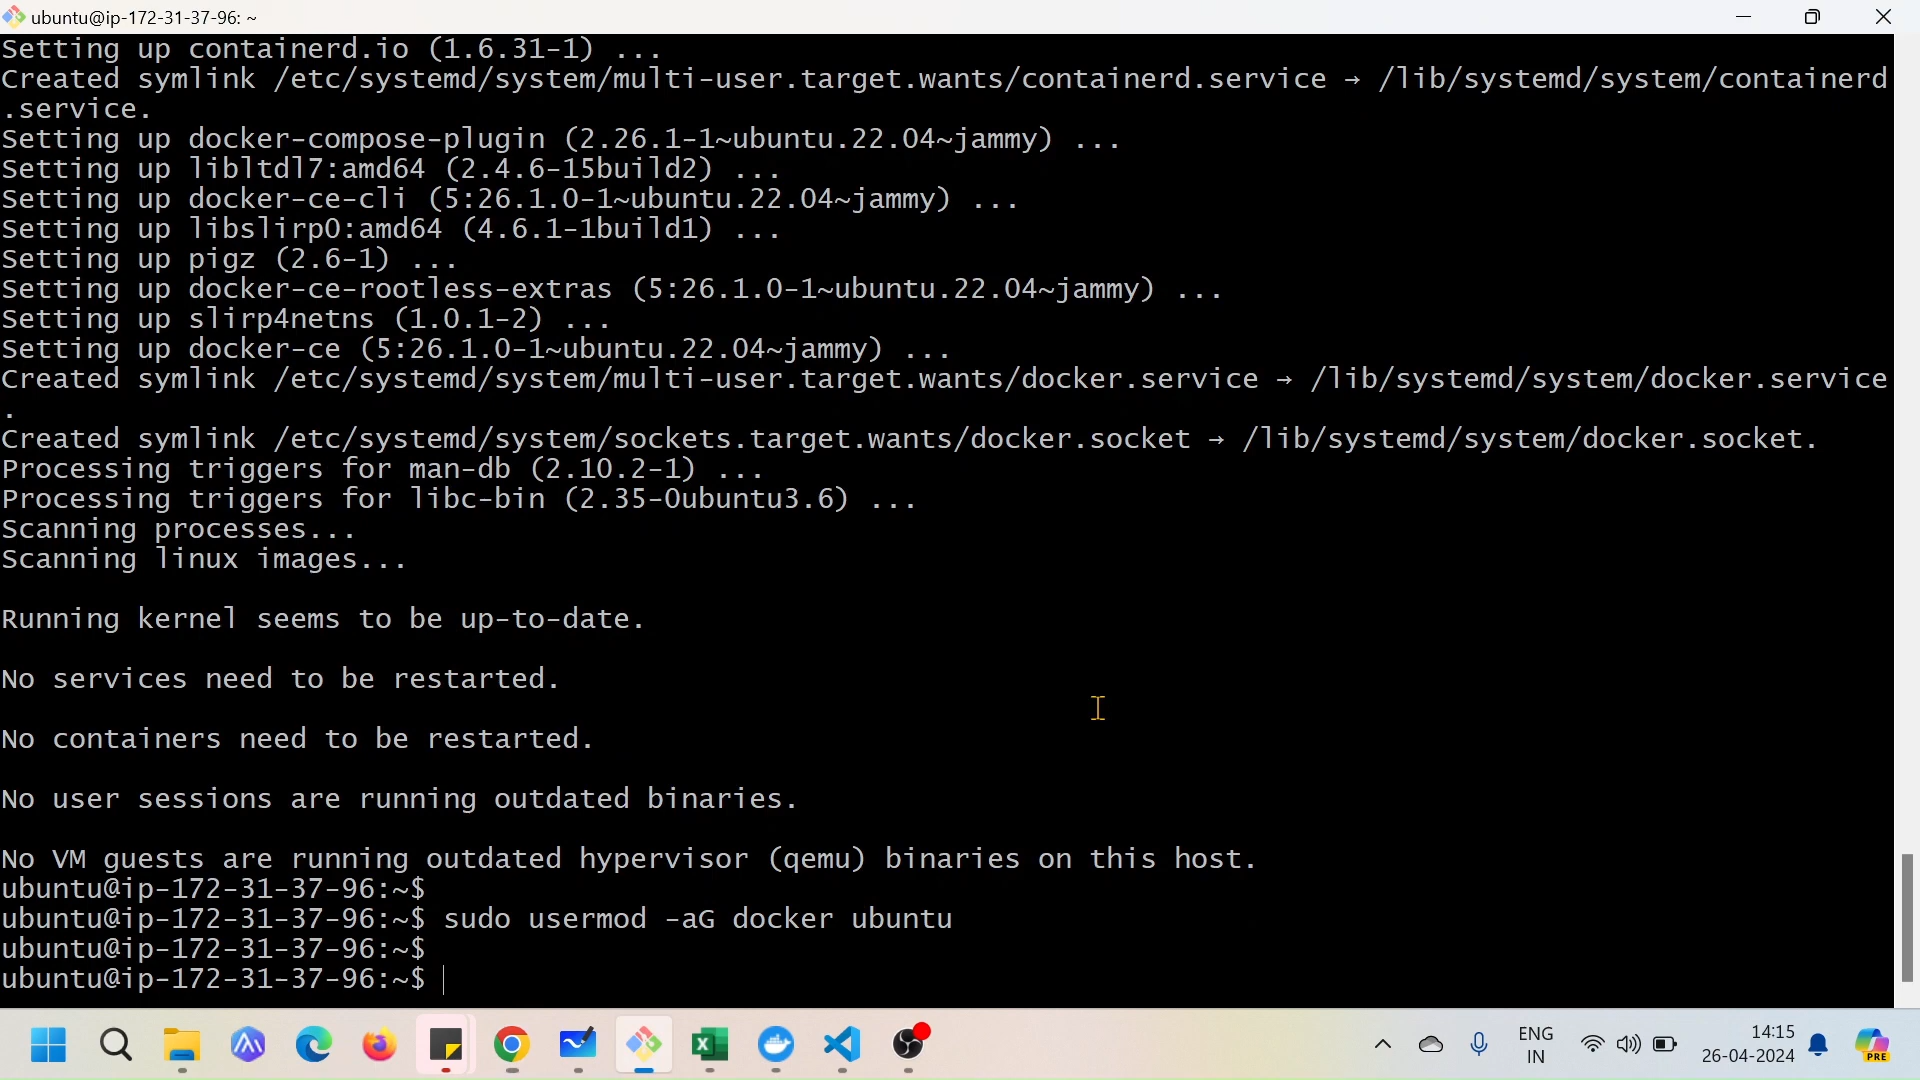 ubuntu@ip-172-31-37-96: ~
Setting up containerd.io (1.6.31-1) ...
Created symlink /etc/systemd/system/multi-user.target.wants/containerd.service → /lib/systemd/system/containerd
.service.
Setting up docker-compose-plugin (2.26.1-1~ubuntu.22.04~jammy) ...
Setting up libltdl7:amd64 (2.4.6-15build2) ...
Setting up docker-ce-cli (5:26.1.0-1~ubuntu.22.04~jammy) ...
Setting up libslirp0:amd64 (4.6.1-1build1) ...
Setting up pigz (2.6-1) ...
Setting up docker-ce-rootless-extras (5:26.1.0-1~ubuntu.22.04~jammy) ...
Setting up slirp4netns (1.0.1-2) ...
Setting up docker-ce (5:26.1.0-1~ubuntu.22.04~jammy) ...
Created symlink /etc/systemd/system/multi-user.target.wants/docker.service → /lib/systemd/system/docker.service
.
Created symlink /etc/systemd/system/sockets.target.wants/docker.socket → /lib/systemd/system/docker.socket.
Processing triggers for man-db (2.10.2-1) ...
Processing triggers for libc-bin (2.35-0ubuntu3.6) ...
Scanning processes...
Scanning linux images...
Running kernel seems to be up-to-date.
No services need to be restarted.
No containers need to be restarted.
No user sessions are running outdated binaries.
No VM guests are running outdated hypervisor (qemu) binaries on this host.
ubuntu@ip-172-31-37-96:~$
ubuntu@ip-172-31-37-96:~$ sudo usermod -aG docker ubuntu
ubuntu@ip-172-31-37-96:~$
ubuntu@ip-172-31-37-96:~$
ENG
IN
14:15
26-04-2024
PRE